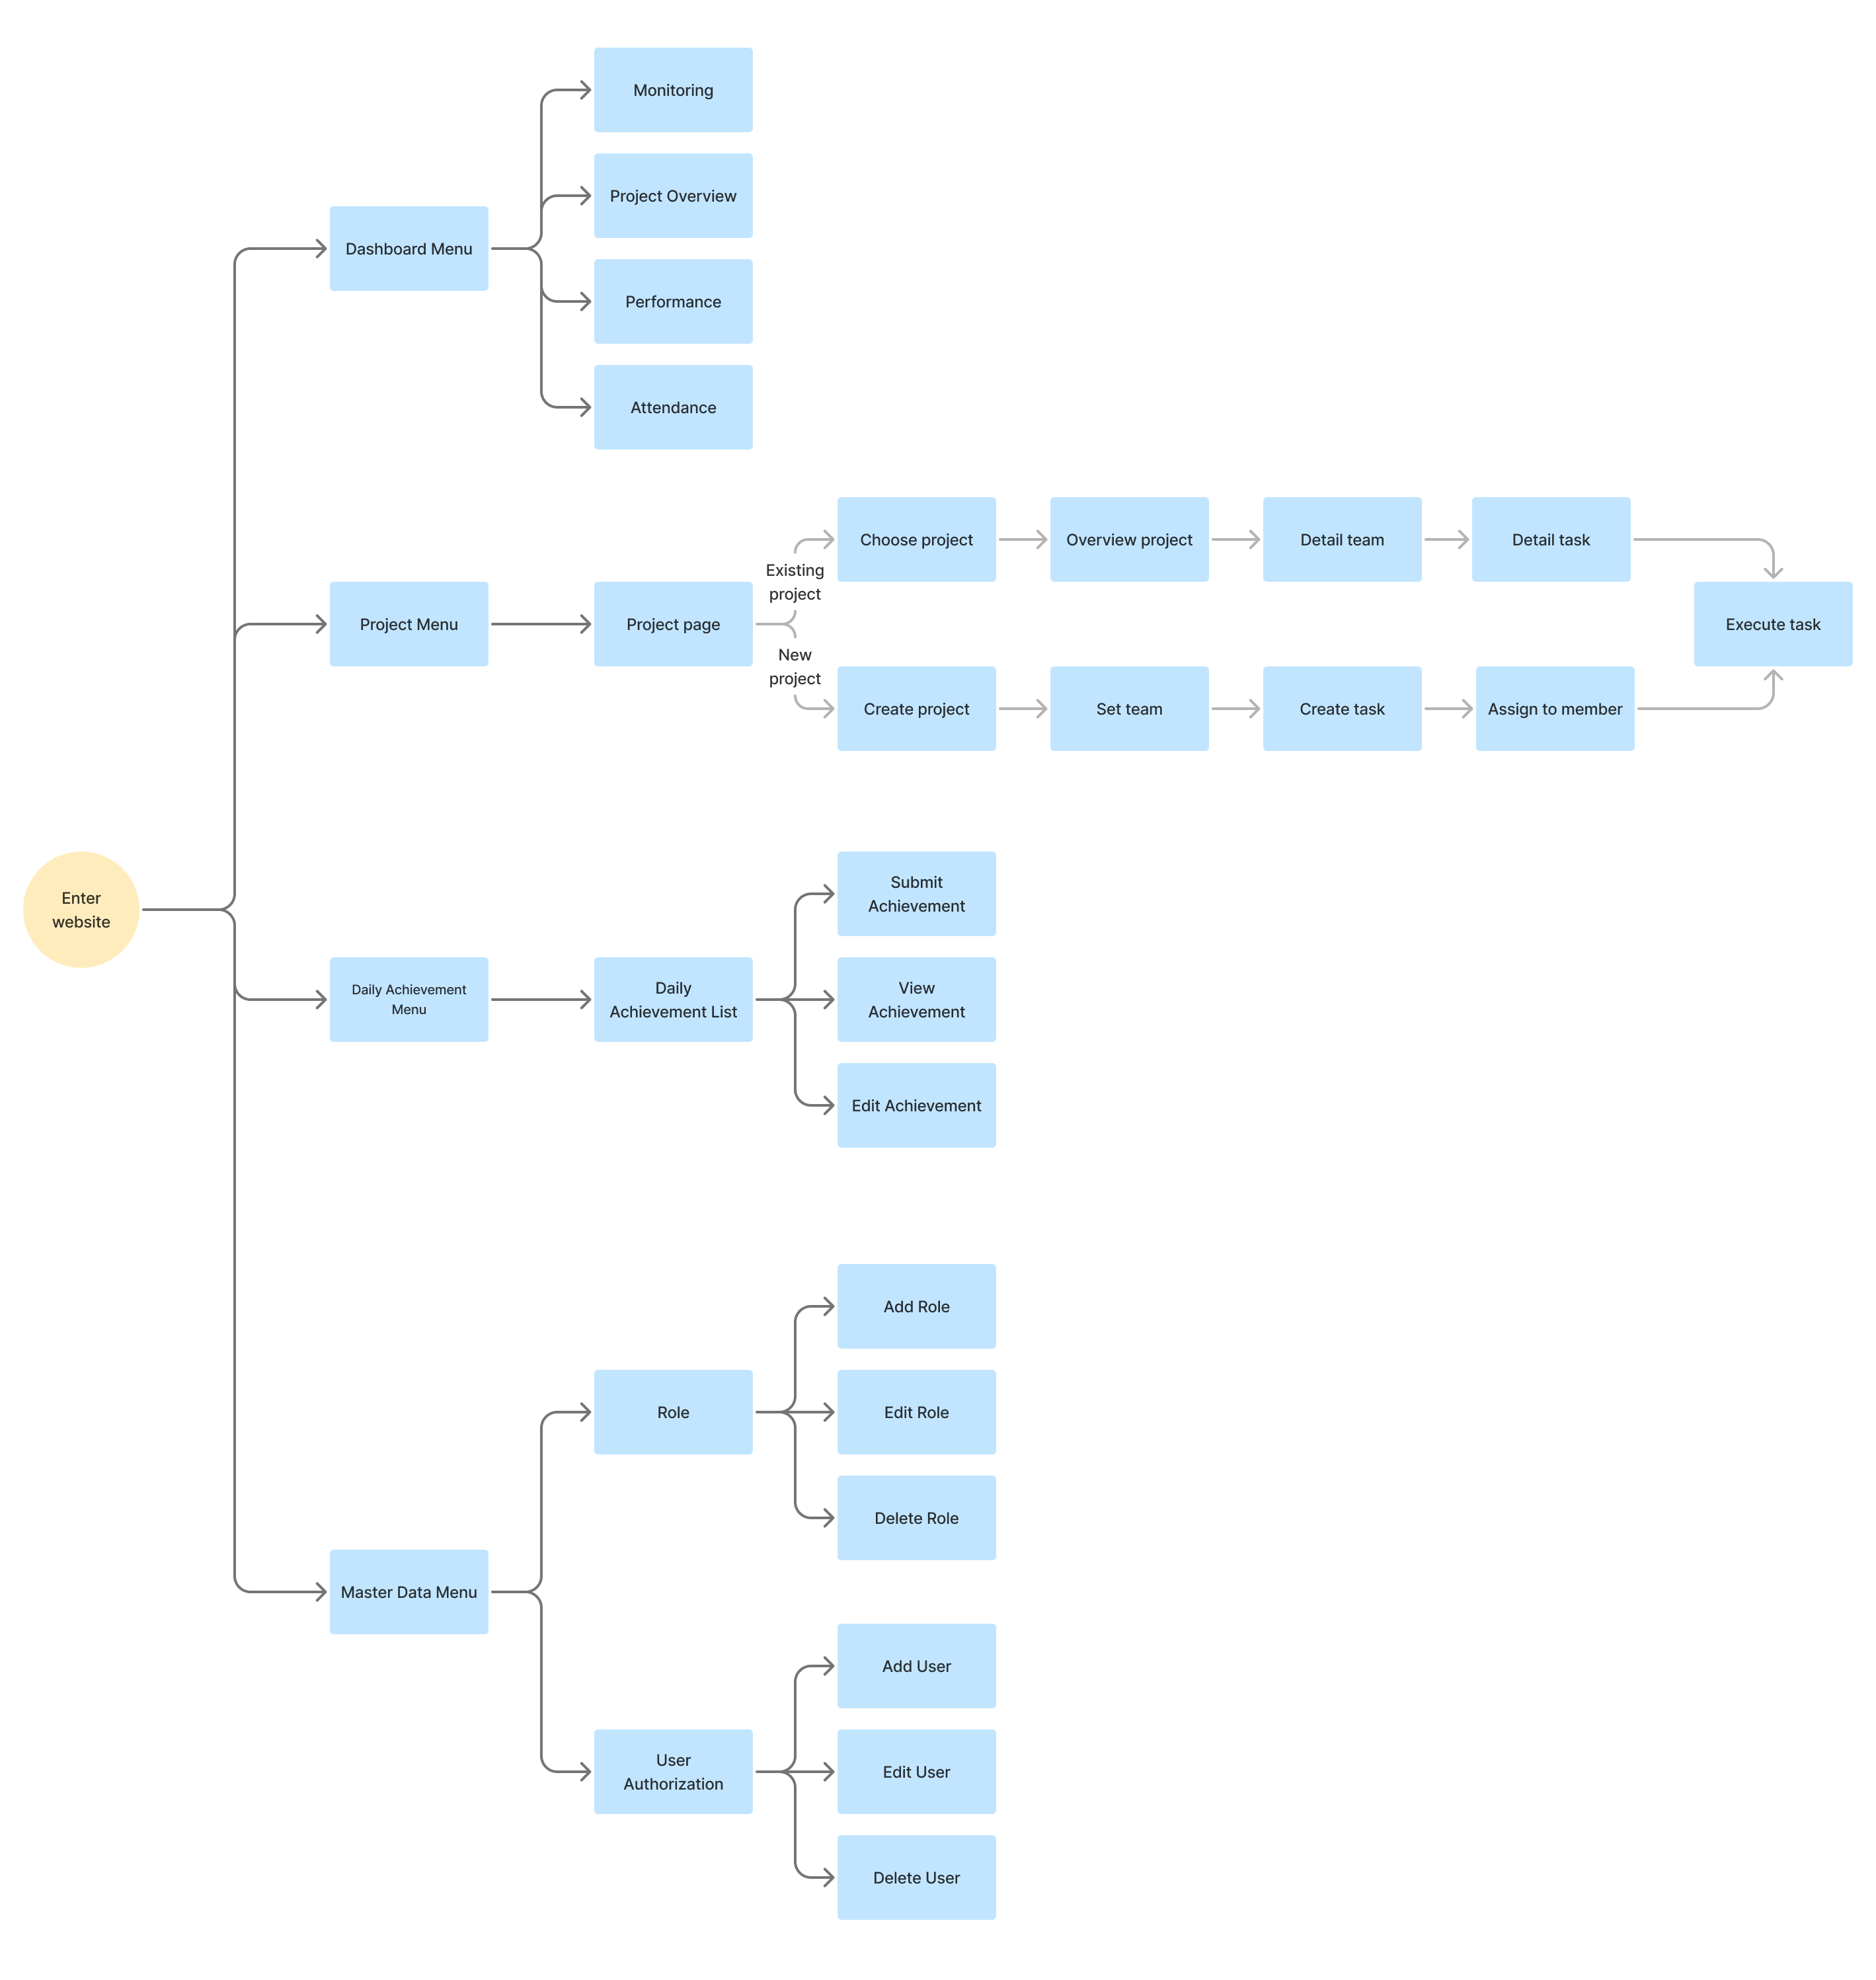 Monitoring
Project Overview
Dashboard Menu
Performance
Attendance
Choose project
Overview project
Detail team
Detail task
Existing
project
Project Menu
Project page
Execute task
New
project
Create project
Set team
Create task
Assign to member
Enter
website
Submit
Achievement
Daily Achievement
Menu
Daily
Achievement List
View
Achievement
Edit Achievement
Add Role
Role
Edit Role
Delete Role
Master Data Menu
Add User
User
Authorization
Edit User
Delete User